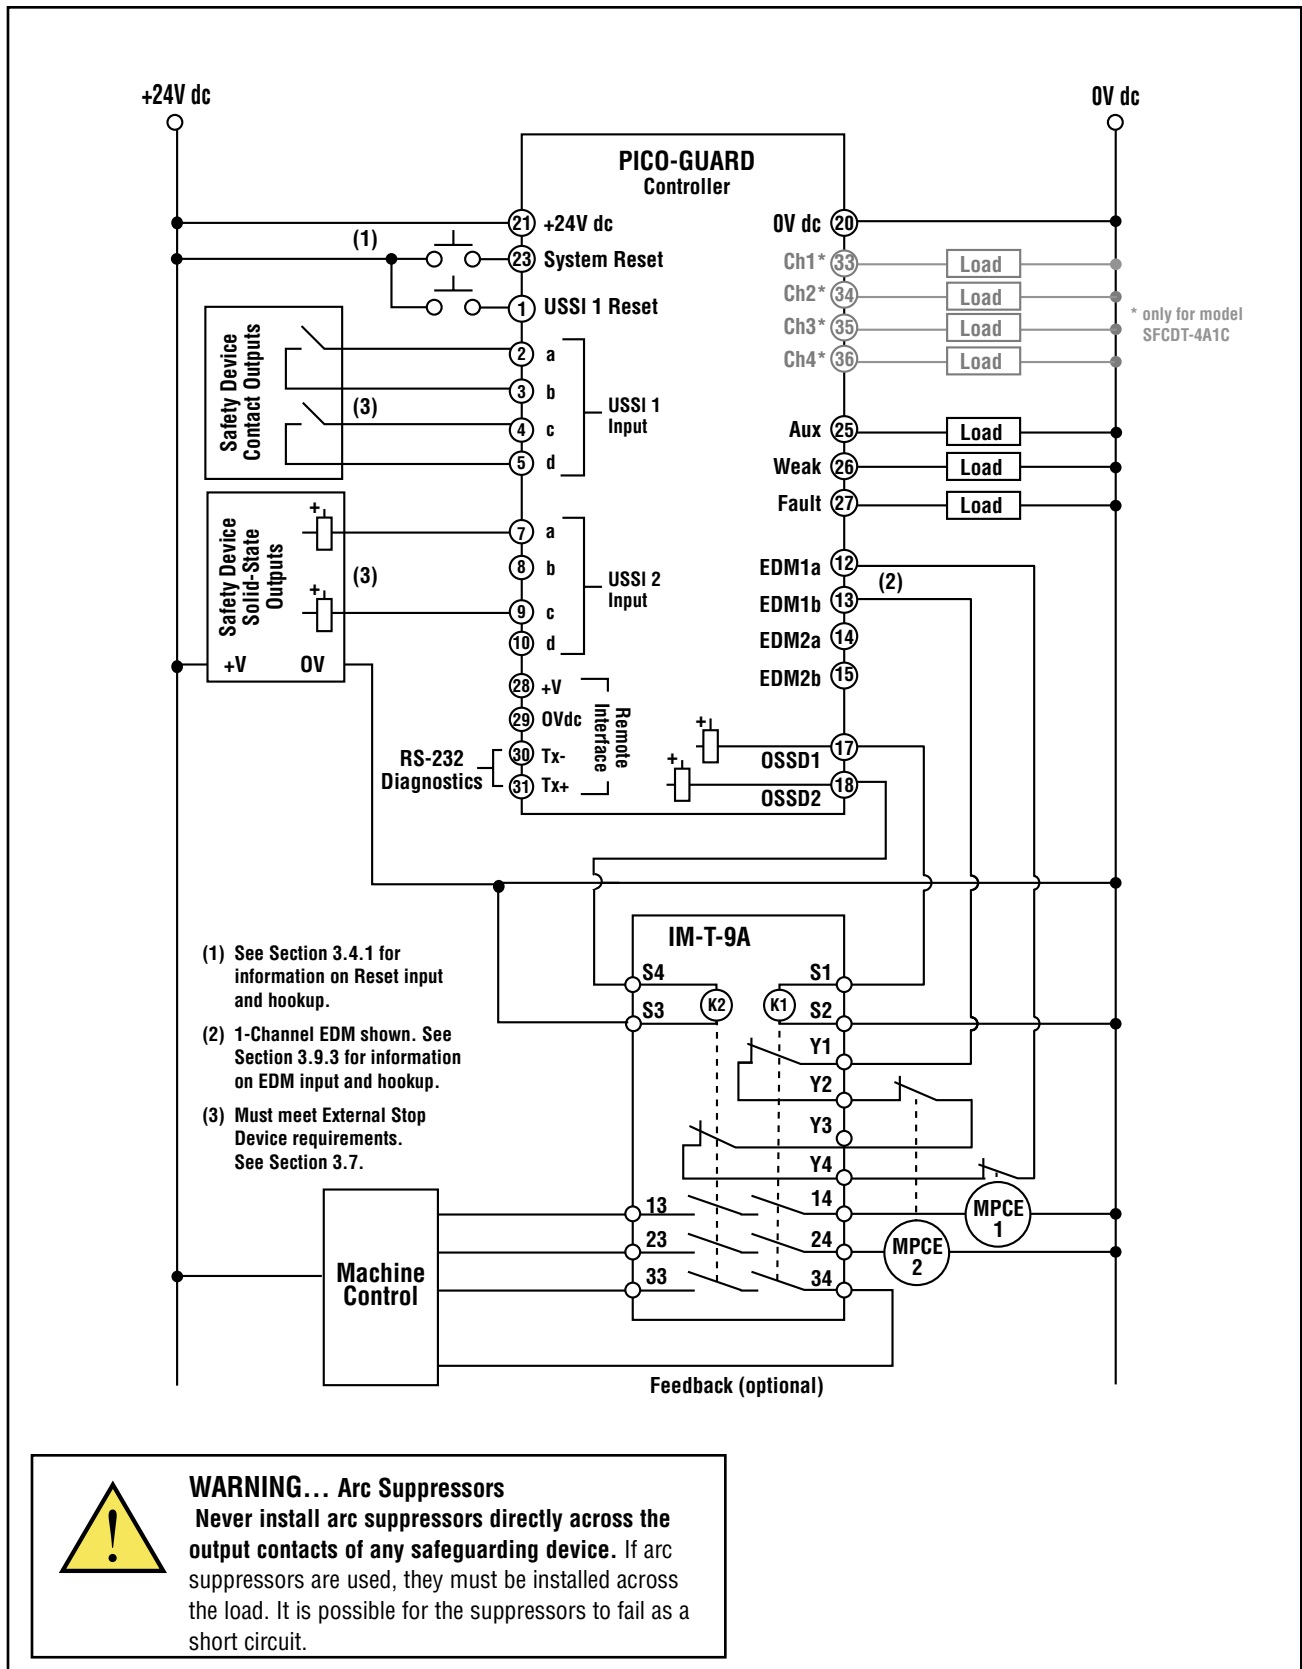 +24V dc
0V dc
PICO-GUARD
Controller
21 +24V dc
0V dc 20
(1)
23 System Reset
1 USSI 1 Reset
Ch1* 33 Load
Ch2* 34 Load
Ch3* 35 Load
Ch4* 36 Load
* only for model
SFCDT-4A1C
Safety Device
Contact Outputs
(3)
2 a
3 b
4 c
5 d
USSI 1
Input
Aux 25 Load
Weak 26 Load
Fault 27 Load
Safety Device
Solid-State
Outputs
+
+
(3)
+V 0V
7 a
8 b
9 c
10 d
USSI 2
Input
EDM1a 12
(2)
EDM1b 13
EDM2a 14
EDM2b 15
28 +V
29 0Vdc
30 Tx-
31 Tx+
Remote
Interface
RS-232
Diagnostics
+
OSSD1 17
+
OSSD2 18
IM-T-9A
S4
S3
K2
K1
S1
S2
Y1
Y2
Y3
Y4
13 14
23 24
33 34
MPCE
1
MPCE
2
(1) See Section 3.4.1 for
information on Reset input
and hookup.
(2) 1-Channel EDM shown. See
Section 3.9.3 for information
on EDM input and hookup.
(3) Must meet External Stop
Device requirements.
See Section 3.7.
Machine
Control
Feedback (optional)
!
WARNING... Arc Suppressors
Never install arc suppressors directly across the
output contacts of any safeguarding device. If arc
suppressors are used, they must be installed across
the load. It is possible for the suppressors to fail as a
short circuit.